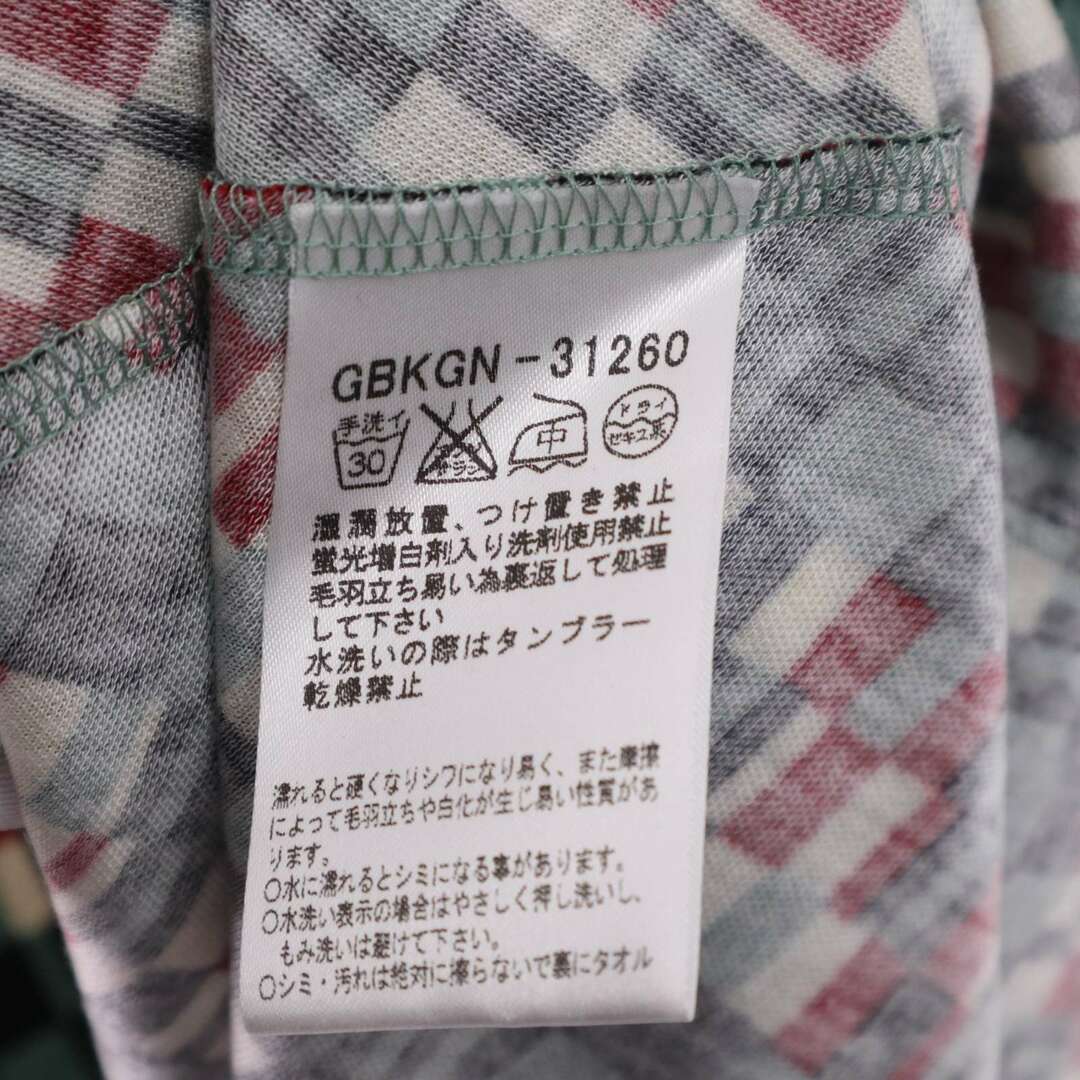 GBKGN-31260
手洗イ
30
エンソ
サラシ
中
ドライ
セキユ系
濕潤放置、つけ置き禁止
蛍光増白剤入り洗剤使用禁止
毛羽立ち易い為裏返して処理
して下さい
水洗いの際はタンブラー
乾燥禁止
濡れると硬くなりシワになり易く、また摩擦
によって毛羽立ちや白化が生じ易い性質があ
ります。
○水に濡れるとシミになる事があります。
○水洗い表示の場合はやさしく押し洗いし、
もみ洗いは避けて下さい。
○シミ・汚れは絶対に擦らないで裏にタオル